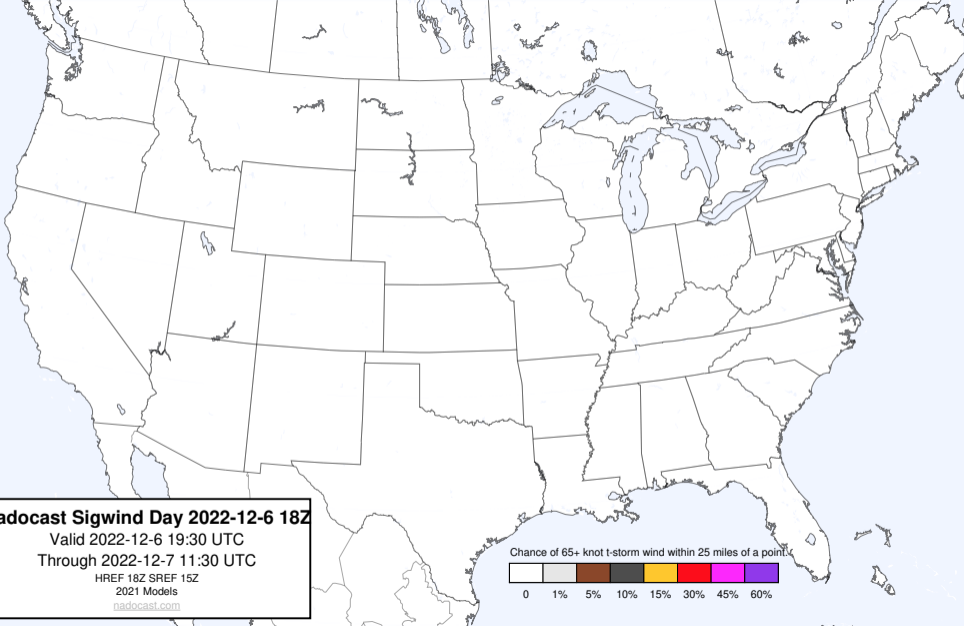 adocast Sigwind Day 2022-12-6 18Z
Valid 2022-12-6 19:30 UTC
Through 2022-12-7 11:30 UTC
HREF 18Z SREF 15Z
2021 Models
nadocast.com
Chance of 65+ knot t-storm wind within 25 miles of a point.
0 1% 5% 10% 15% 30% 45% 60%